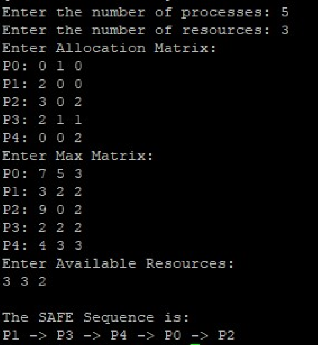 Enter the number of processes: 5
Enter the number of resources: 3
Enter Allocation Matrix:
P0: 0 1 0
P1: 2 0 0
P2: 3 0 2
P3: 2 1 1
P4: 0 0 2
Enter Max Matrix:
P0: 7 5 3
P1: 3 2 2
P2: 9 0 2
P3: 2 2 2
P4: 4 3 3
Enter Available Resources:
3 3 2
The SAFE Sequence is:
P1 -> P3 -> P4 -> P0 -> P2